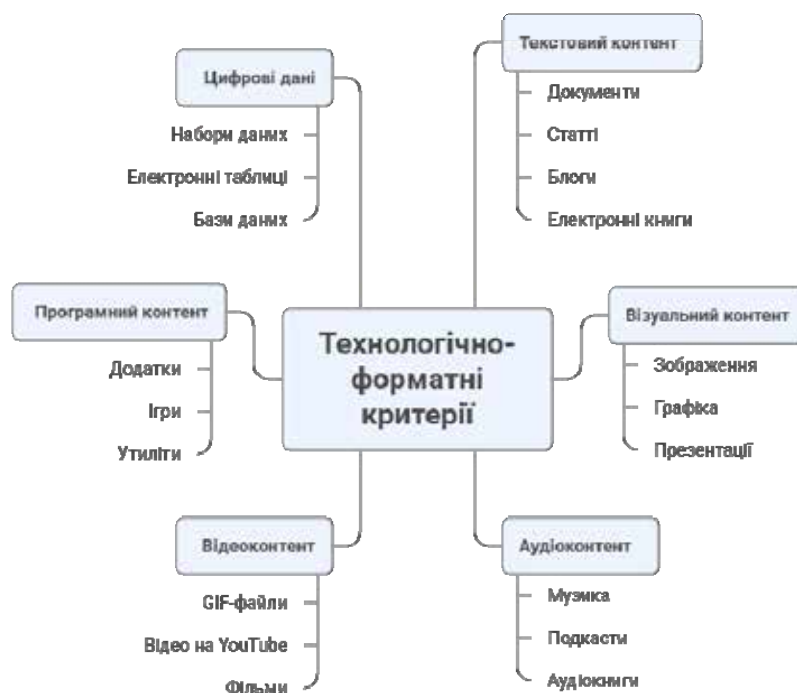 Цифрові дані
Набори даних
Електронні таблиці
Бази даних
Текстовий контент
Документи
Статті
Блоги
Електронні книги
Програмний контент
Додатки
Ігри
Утиліти
Технологічно-
форматні
критерії
Візуальний контент
Зображення
Графіка
Презентації
Відеоконтент
GIF-файли
Відео на YouTube
Фільми
Аудіоконтент
Музика
Подкасти
Аудіокниги